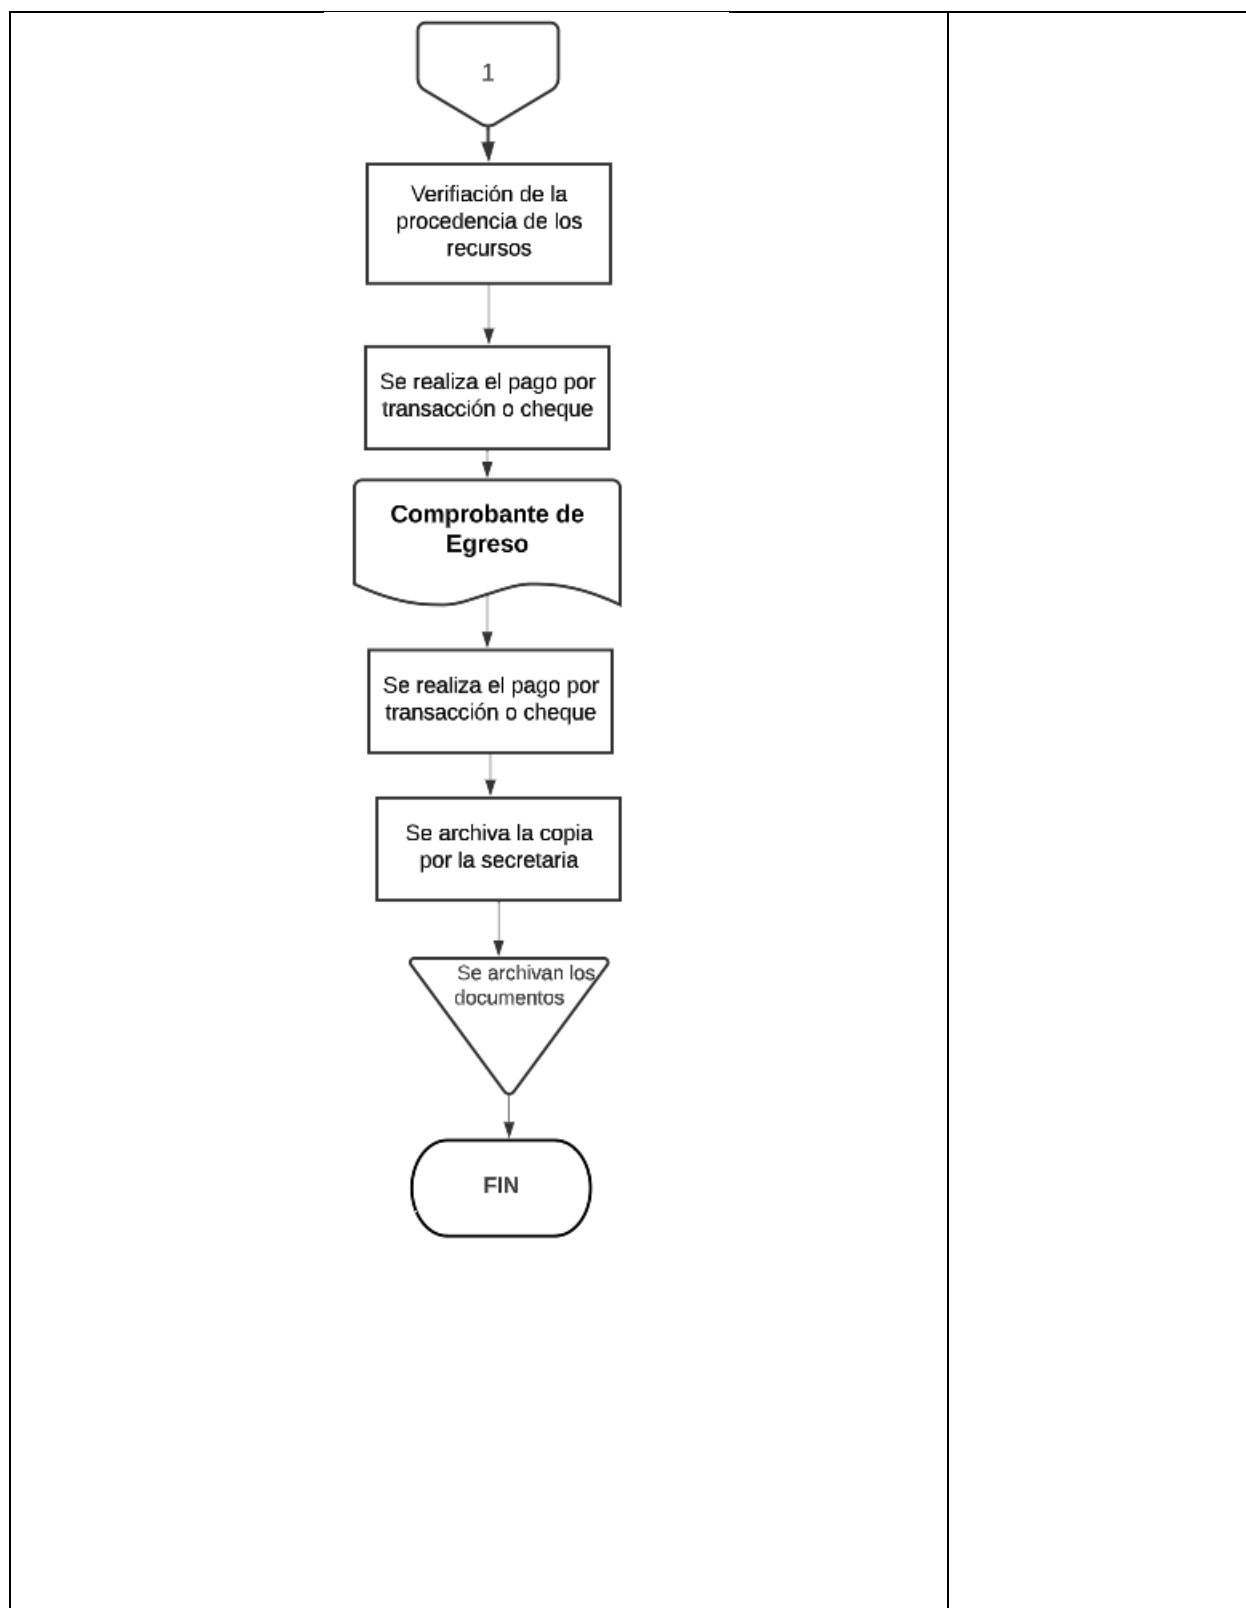 1
Verifiación de la
procedencia de los
recursos
Se realiza el pago por
transacción o cheque
Comprobante de
Egreso
Se realiza el pago por
transacción o cheque
Se archiva la copia
por la secretaria
Se archivan los
documentos
FIN